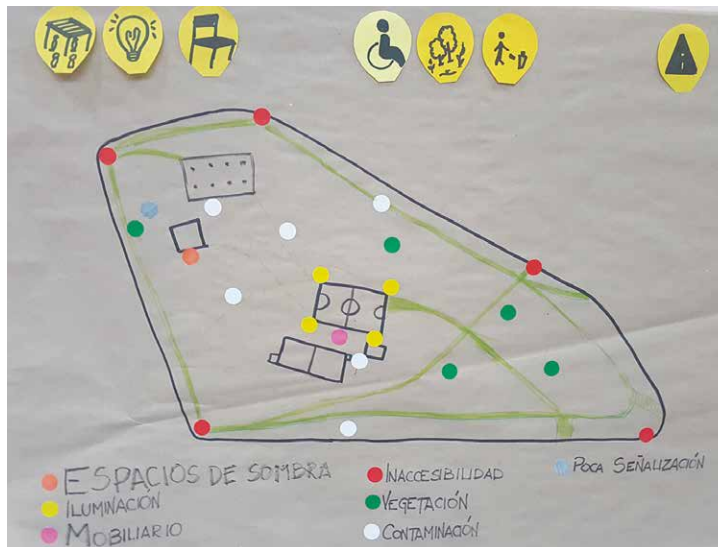 ESPACIOS DE SOMBRA
ILUMINACIÓN
MOBILIARIO
INACCESIBILIDAD
VEGETACIÓN
CONTAMINACIÓN
POCA SEÑALIZACIÓN